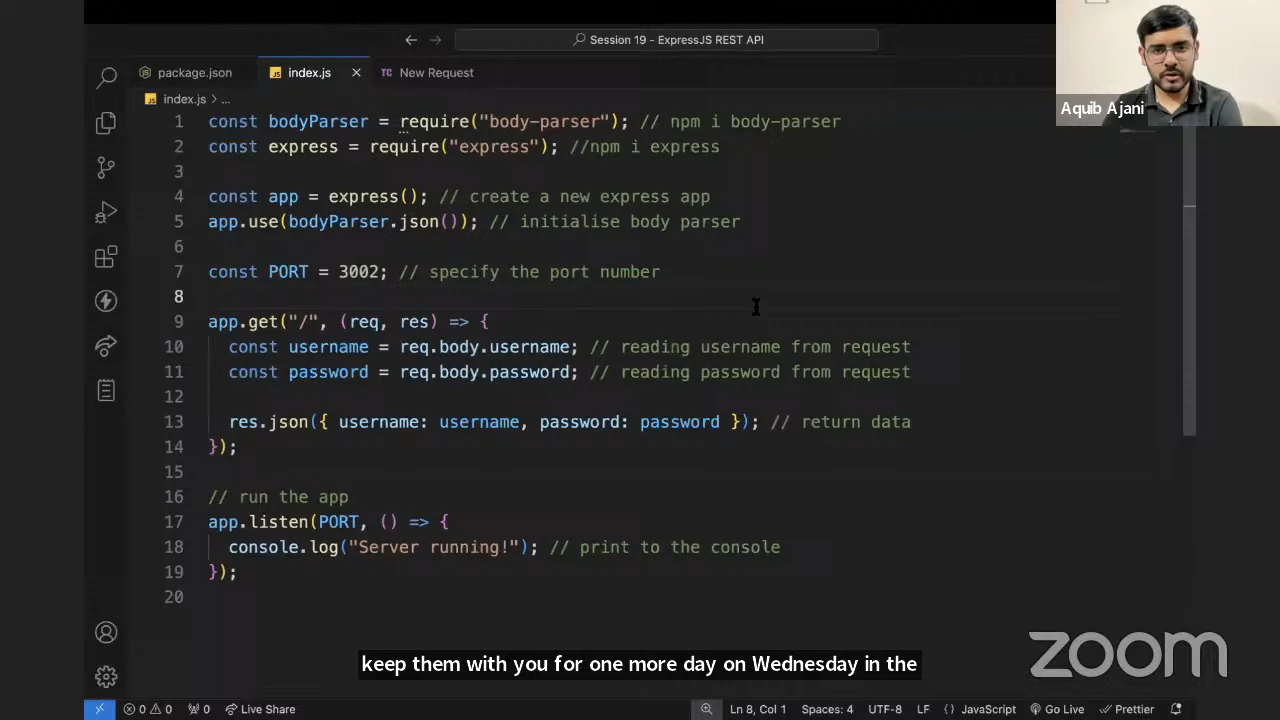 Session 19 - ExpressJS REST API
package.json
index.js
TC New Request
Aquib Ajani
JS index.js > ...
1 const bodyParser = require("body-parser"); // npm i body-parser
2 const express = require("express"); //npm i express
3
4 const app = express(); // create a new express app
5 app.use(bodyParser.json()); // initialise body parser
6
7 const PORT = 3002; // specify the port number
8
9 app.get("/", (req, res) => {
10 const username = req.body.username; // reading username from request
11 const password = req.body.password; // reading password from request
12
13 res.json({ username: username, password: password }); // return data
14 });
15
16 // run the app
17 app.listen(PORT, () => {
18 console.log("Server running!"); // print to the console
19 });
20
keep them with you for one more day on Wednesday in the
zoom
0 0 0 Live Share Ln 8, Col 1 Spaces: 4 UTF-8 LF {} JavaScript Go Live Prettier